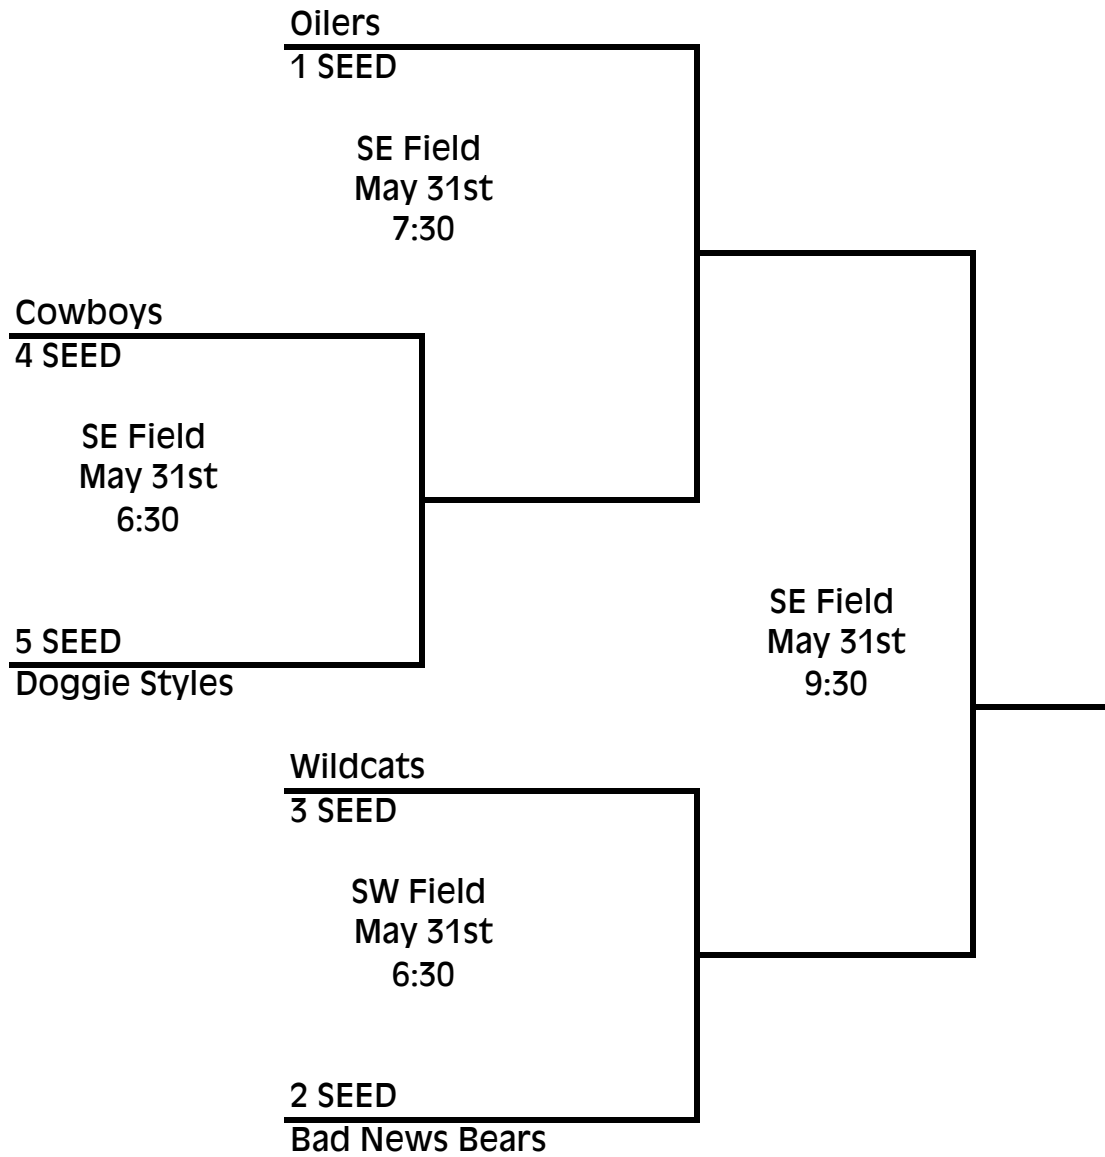 Oilers
1 SEED
SE Field
May 31st
7:30
Cowboys
4 SEED
SE Field
May 31st
6:30
5 SEED
Doggie Styles
SE Field
May 31st
9:30
Wildcats
3 SEED
SW Field
May 31st
6:30
2 SEED
Bad News Bears